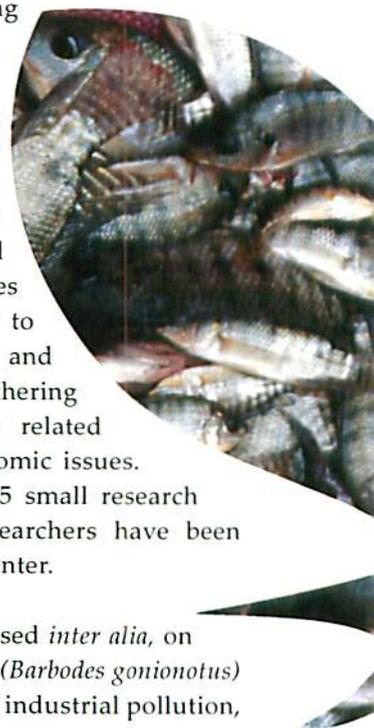 ng
l
es
to
and
thering
related
omic issues.
5 small research
earchers have been
nter.
sed inter alia, on
(Barbodes gonionotus)
industrial pollution,